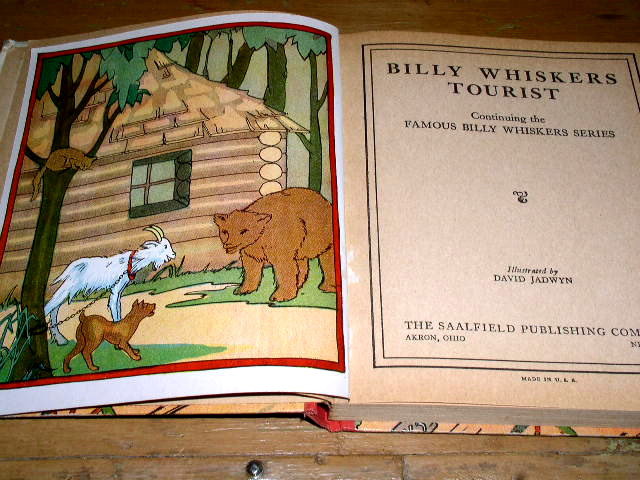 BILLY WHISKERS
TOURIST
Continuing the
FAMOUS BILLY WHISKERS SERIES
Illustrated by
DAVID JADWYN
THE SAALFIELD PUBLISHING COM
AKRON, OHIO NE
MADE IN U. S. A.